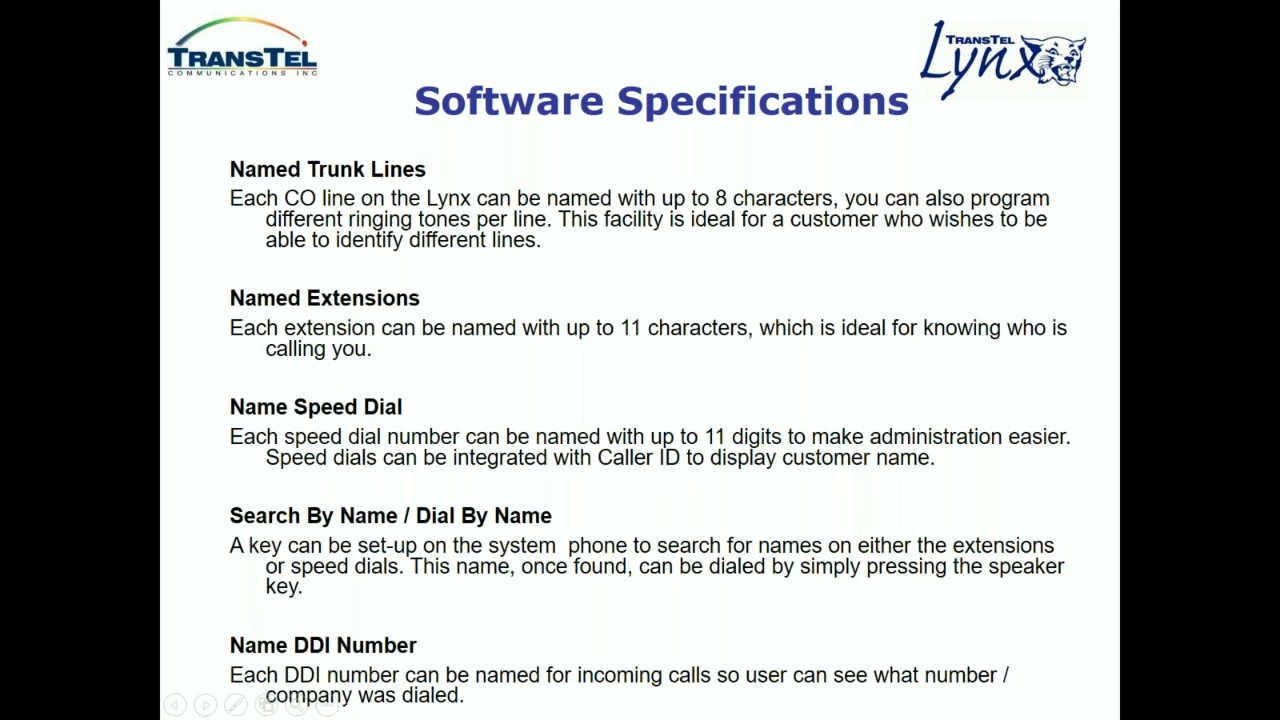 TRANSTEL
COMMUNICATIONS INC
TRANSTEL
Lynx
Software Specifications
Named Trunk Lines
Each CO line on the Lynx can be named with up to 8 characters, you can also program
different ringing tones per line. This facility is ideal for a customer who wishes to be
able to identify different lines.
Named Extensions
Each extension can be named with up to 11 characters, which is ideal for knowing who is
calling you.
Name Speed Dial
Each speed dial number can be named with up to 11 digits to make administration easier.
Speed dials can be integrated with Caller ID to display customer name.
Search By Name / Dial By Name
A key can be set-up on the system  phone to search for names on either the extensions
or speed dials. This name, once found, can be dialed by simply pressing the speaker
key.
Name DDI Number
Each DDI number can be named for incoming calls so user can see what number /
company was dialed.